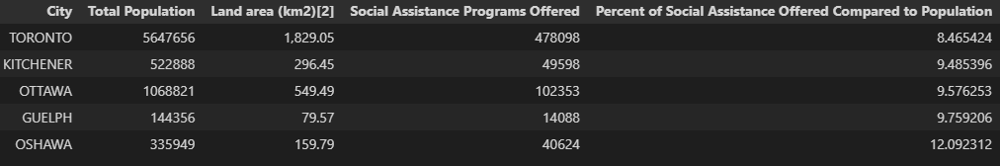 City Total Population Land area (km2)[2] Social Assistance Programs Offered Percent of Social Assistance Offered Compared to Population
TORONTO 5647656 1,829.05 478098 8.465424
KITCHENER 522888 296.45 49598 9.485396
OTTAWA 1068821 549.49 102353 9.576253
GUELPH 144356 79.57 14088 9.759206
OSHAWA 335949 159.79 40624 12.092312